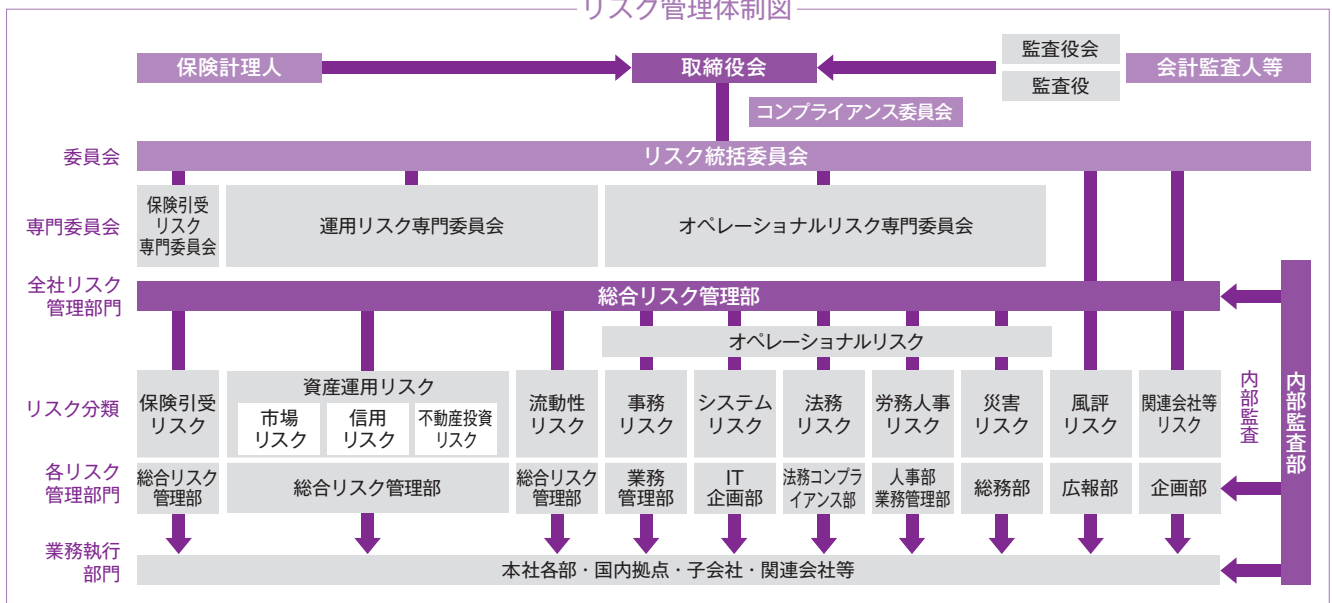 リスク管理体制図
保険計理人
取締役会
監査役会
監査役
会計監査人等
コンプライアンス委員会
委員会
リスク統括委員会
専門委員会
保険引受
リスク
専門委員会
運用リスク専門委員会
オペレーショナルリスク専門委員会
全社リスク
管理部門
総合リスク管理部
オペレーショナルリスク
リスク分類
保険引受
リスク
資産運用リスク
市場
リスク
信用
リスク
不動産投資
リスク
流動性
リスク
事務
リスク
システム
リスク
法務
リスク
労務人事
リスク
災害
リスク
風評
リスク
関連会社等
リスク
内部監査
内部監査部
各リスク
管理部門
総合リスク
管理部
総合リスク管理部
総合リスク
管理部
業務
管理部
IT
企画部
法務コンプラ
イアンス部
人事部
業務管理部
総務部
広報部
企画部
業務執行
部門
本社各部・国内拠点・子会社・関連会社等